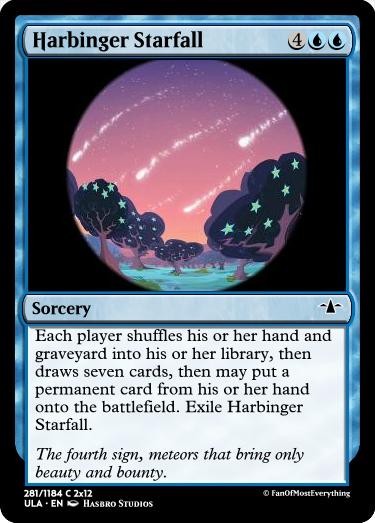 Harbinger Starfall 4
Sorcery
Each player shuffles his or her hand and
graveyard into his or her library, then
draws seven cards, then may put a
permanent card from his or her hand
onto the battlefield. Exile Harbinger
Starfall.
The fourth sign, meteors that bring only
beauty and bounty.
281/1184 C 2x12
ULA • EN Hasbro Studios © FanOfMostEverything